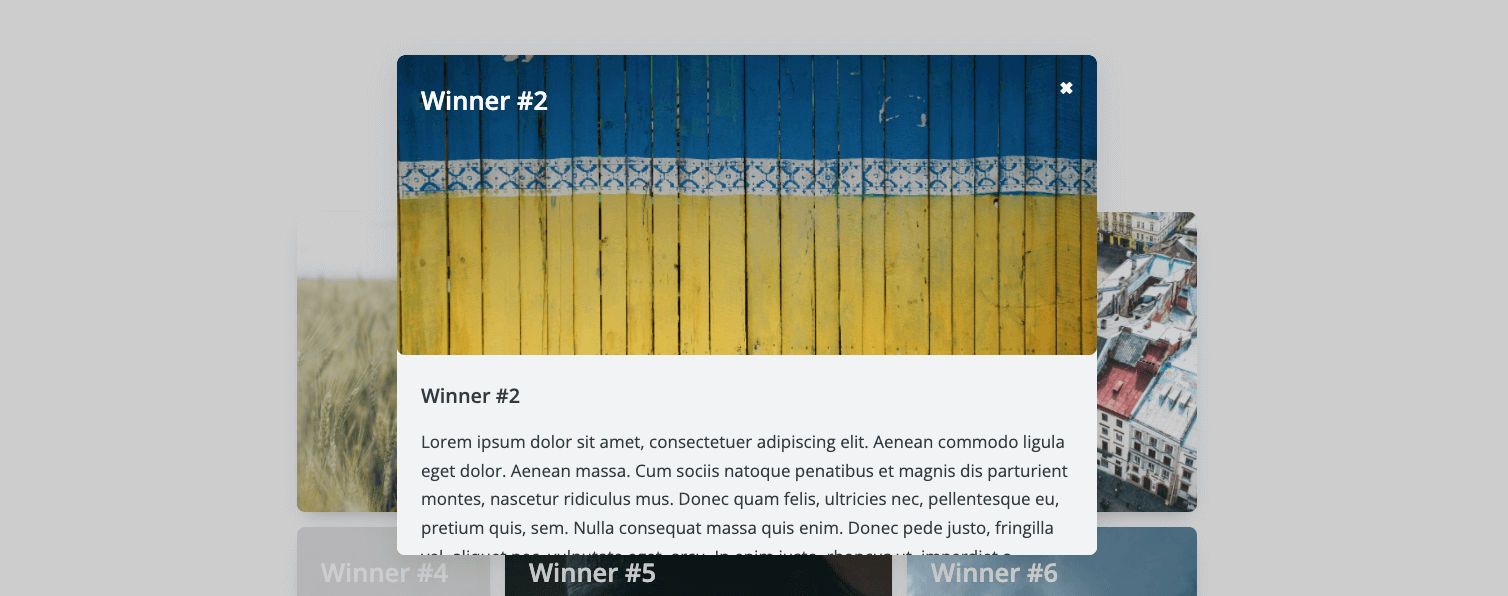 Winner #2
✖
Winner #2
Lorem ipsum dolor sit amet, consectetuer adipiscing elit. Aenean commodo ligula
eget dolor. Aenean massa. Cum sociis natoque penatibus et magnis dis parturient
montes, nascetur ridiculus mus. Donec quam felis, ultricies nec, pellentesque eu,
pretium quis, sem. Nulla consequat massa quis enim. Donec pede justo, fringilla
Winner #4
Winner #5
Winner #6